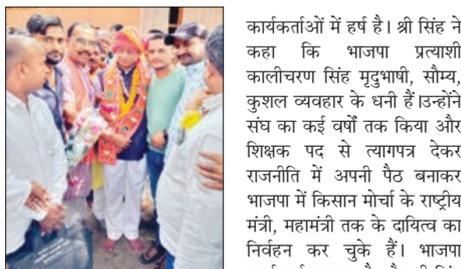 कार्यकर्ताओं में हर्ष है। श्री सिंह ने
कहा कि भाजपा प्रत्याशी
कालीचरण सिंह मृदुभाषी, सौम्य,
कुशल व्यवहार के धनी हैं।उन्होंने
संघ का कई वर्षों तक किया और
शिक्षक पद से त्यागपत्र देकर
राजनीति में अपनी पैठ बनाकर
भाजपा में किसान मोर्चा के राष्ट्रीय
मंत्री, महामंत्री तक के दायित्व का
निर्वहन कर चुके हैं। भाजपा